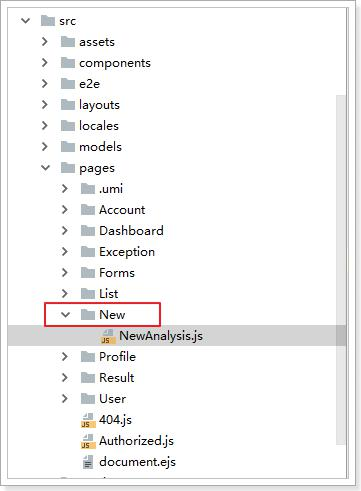 src
assets
components
e2e
layouts
locales
models
pages
.umi
Account
Dashboard
Exception
Forms
List
New
NewAnalysis.js
Profile
Result
User
404.js
Authorized.js
document.ejs